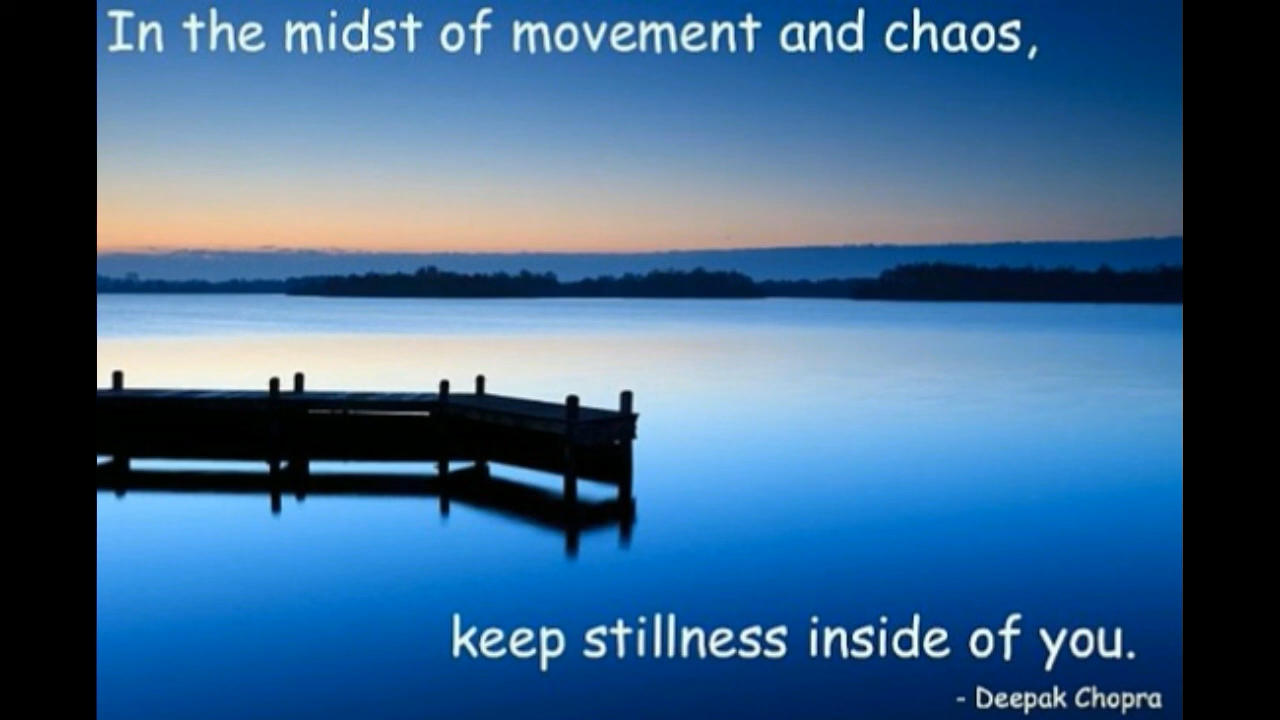 In the midst of movement and chaos,
keep stillness inside of you.
- Deepak Chopra